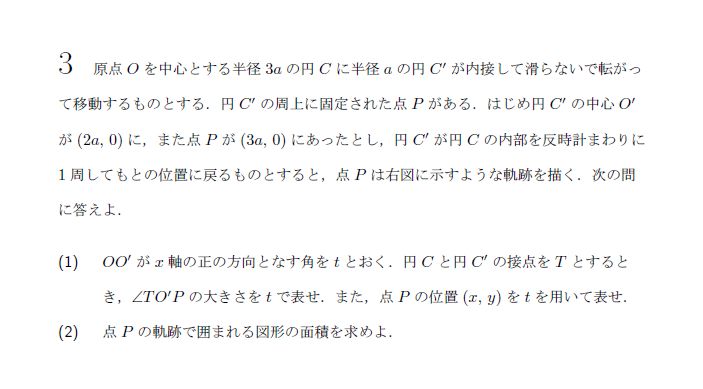 3 原点 O を中心とする半径 3a の円 C に半径 a の円 C′ が内接して滑らないで転がっ
て移動するものとする．円 C′ の周上に固定された点 P がある．はじめ円 C′ の中心 O′
が (2a, 0) に，また点 P が (3a, 0) にあったとし，円 C′ が円 C の内部を反時計まわりに
1 周してもとの位置に戻るものとすると，点 P は右図に示すような軌跡を描く．次の問
に答えよ．
(1) OO′ が x 軸の正の方向となす角を t とおく．円 C と円 C′ の接点を T とすると
き，∠TO′P の大きさを t で表せ．また，点 P の位置 (x, y) を t を用いて表せ．
(2) 点 P の軌跡で囲まれる図形の面積を求めよ．